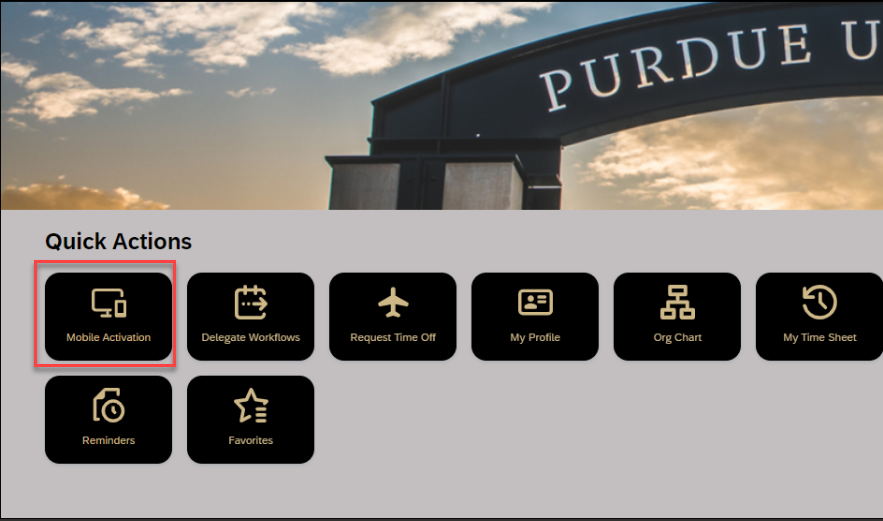 PURDUE U
Quick Actions
Mobile Activation
Delegate Workflows
Request Time Off
My Profile
Org Chart
My Time Sheet
Reminders
Favorites